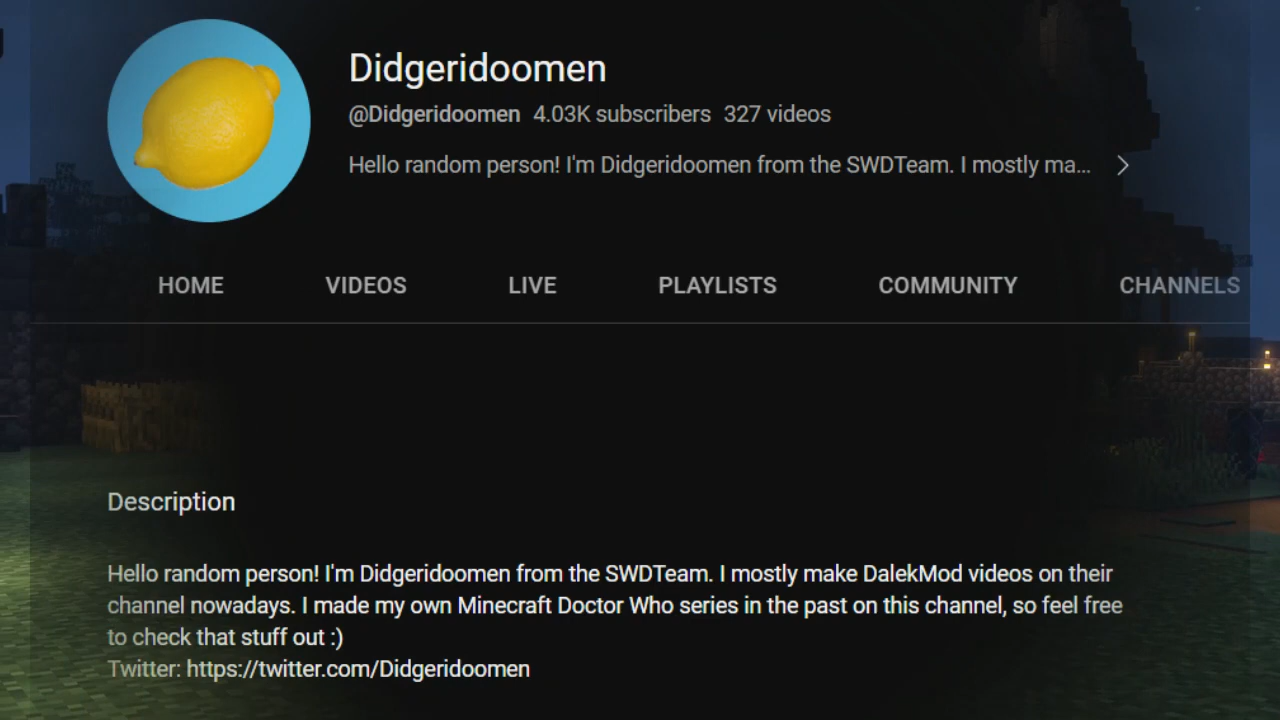 Didgeridoomen
@Didgeridoomen 4.03K subscribers 327 videos
Hello random person! I'm Didgeridoomen from the SWDTeam. I mostly ma...
HOME VIDEOS LIVE PLAYLISTS COMMUNITY CHANNELS
Description
Hello random person! I'm Didgeridoomen from the SWDTeam. I mostly make DalekMod videos on their
channel nowadays. I made my own Minecraft Doctor Who series in the past on this channel, so feel free
to check that stuff out :)
Twitter: https://twitter.com/Didgeridoomen